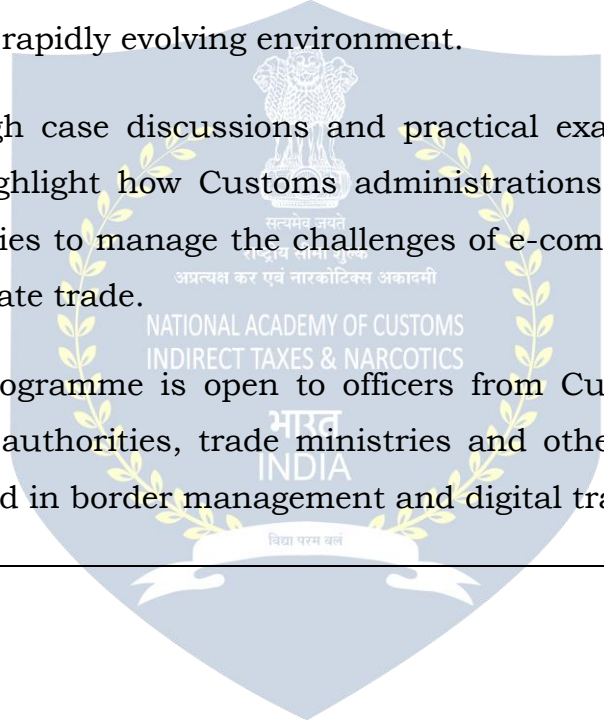 rapidly evolving environment.
gh case discussions and practical exa
ghlight how Customs administrations
सत्यमेव जयते
ies to manage the challenges of e-com
राष्ट्रीय सीमा शुल्क
अप्रत्यक्ष कर एवं नारकोटिक्स अकादमी
ate trade.
NATIONAL ACADEMY OF CUSTOMS
INDIRECT TAXES & NARCOTICS
ogramme is open to officers from Cu
भारत
authorities, trade ministries and othe
INDIA
d in border management and digital tra
विद्या परम बलं